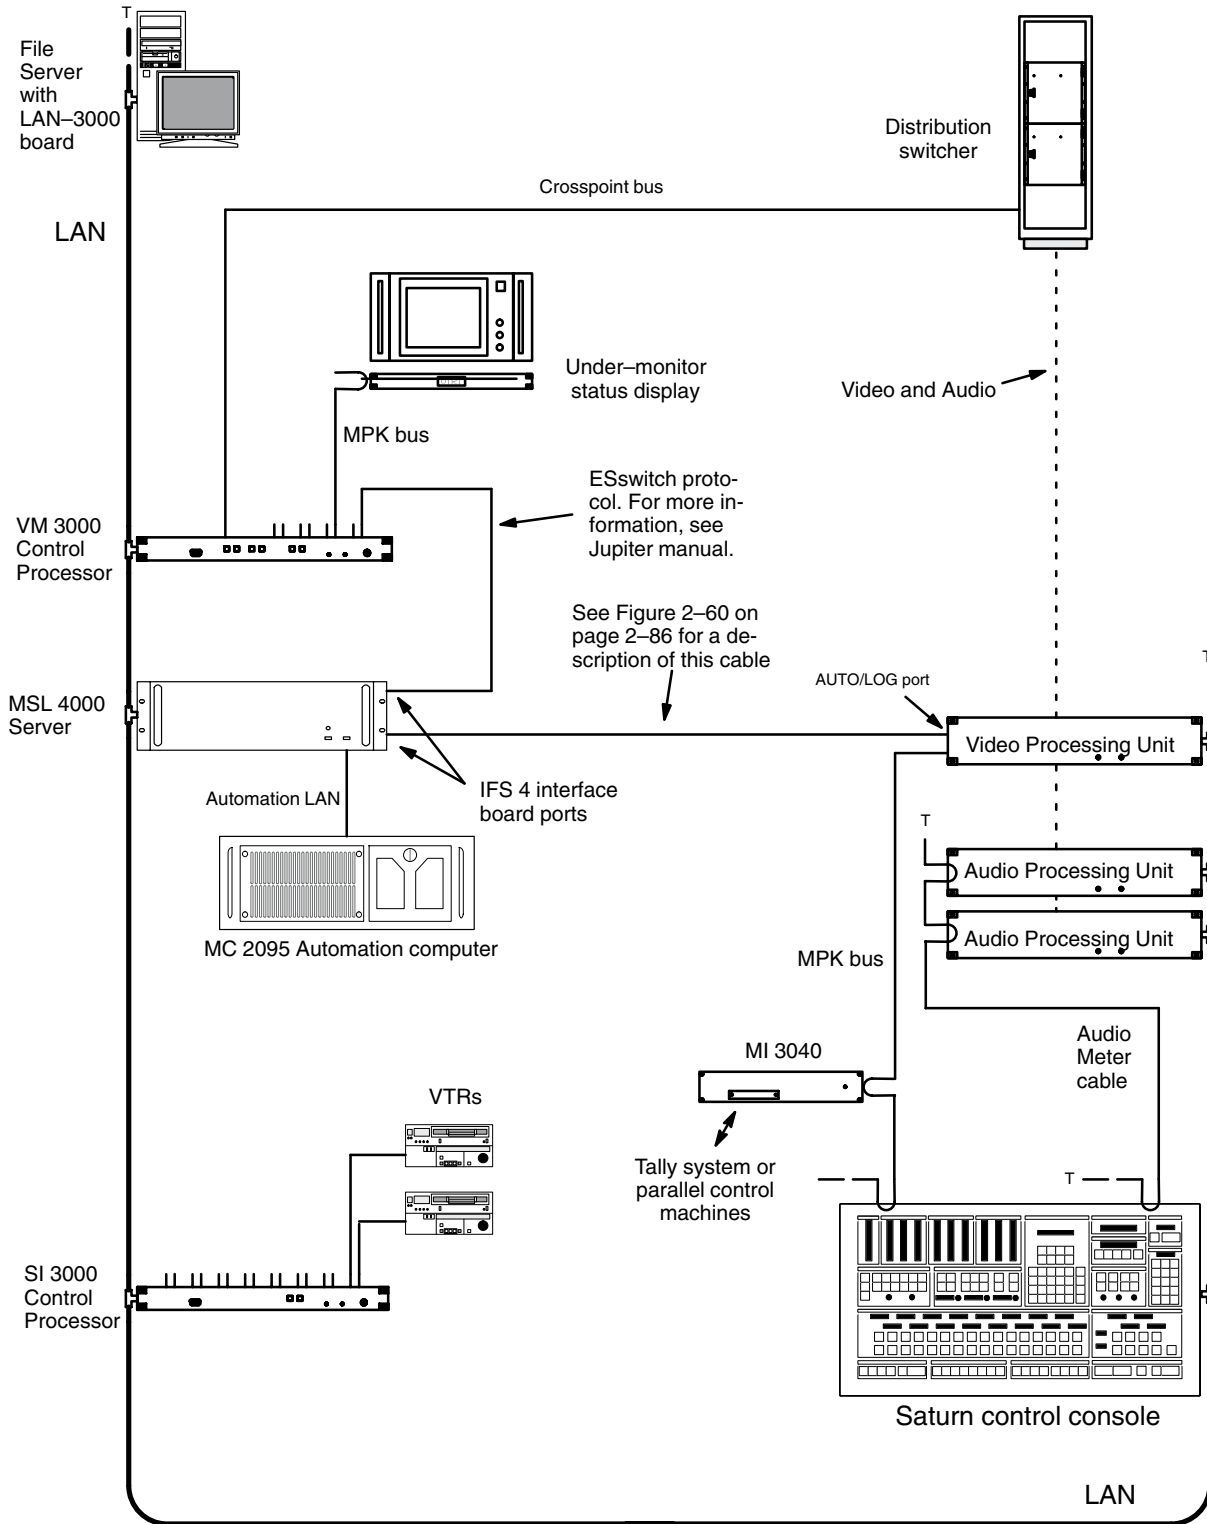 T
File
Server
with
LAN–3000
board
Distribution
switcher
Crosspoint bus
LAN
Under–monitor
status display
Video and Audio
MPK bus
ESswitch proto-
col. For more in-
formation, see
Jupiter manual.
VM 3000
Control
Processor
See Figure 2–60 on
page 2–86 for a de-
scription of this cable
T
AUTO/LOG port
MSL 4000
Server
Video Processing Unit
IFS 4 interface
board ports
Automation LAN
T
Audio Processing Unit
Audio Processing Unit
MC 2095 Automation computer
MPK bus
Audio
Meter
cable
MI 3040
VTRs
Tally system or
parallel control
machines
T
SI 3000
Control
Processor
Saturn control console
LAN